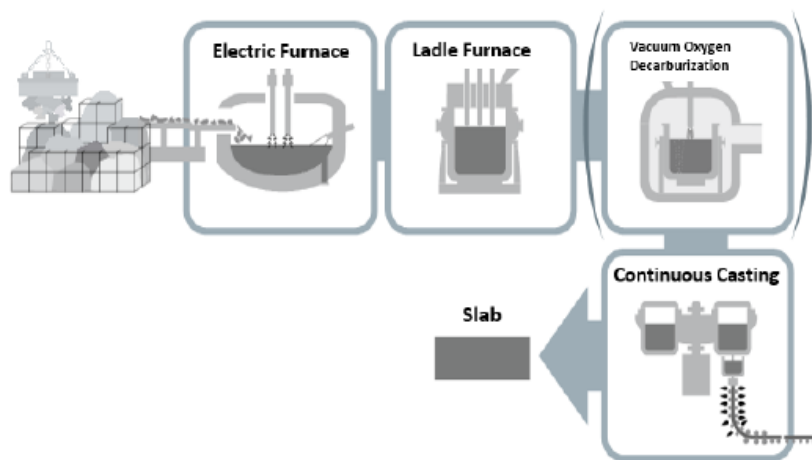 Electric Furnace
Ladle Furnace
Vacuum Oxygen
Decarburization
Continuous Casting
Slab